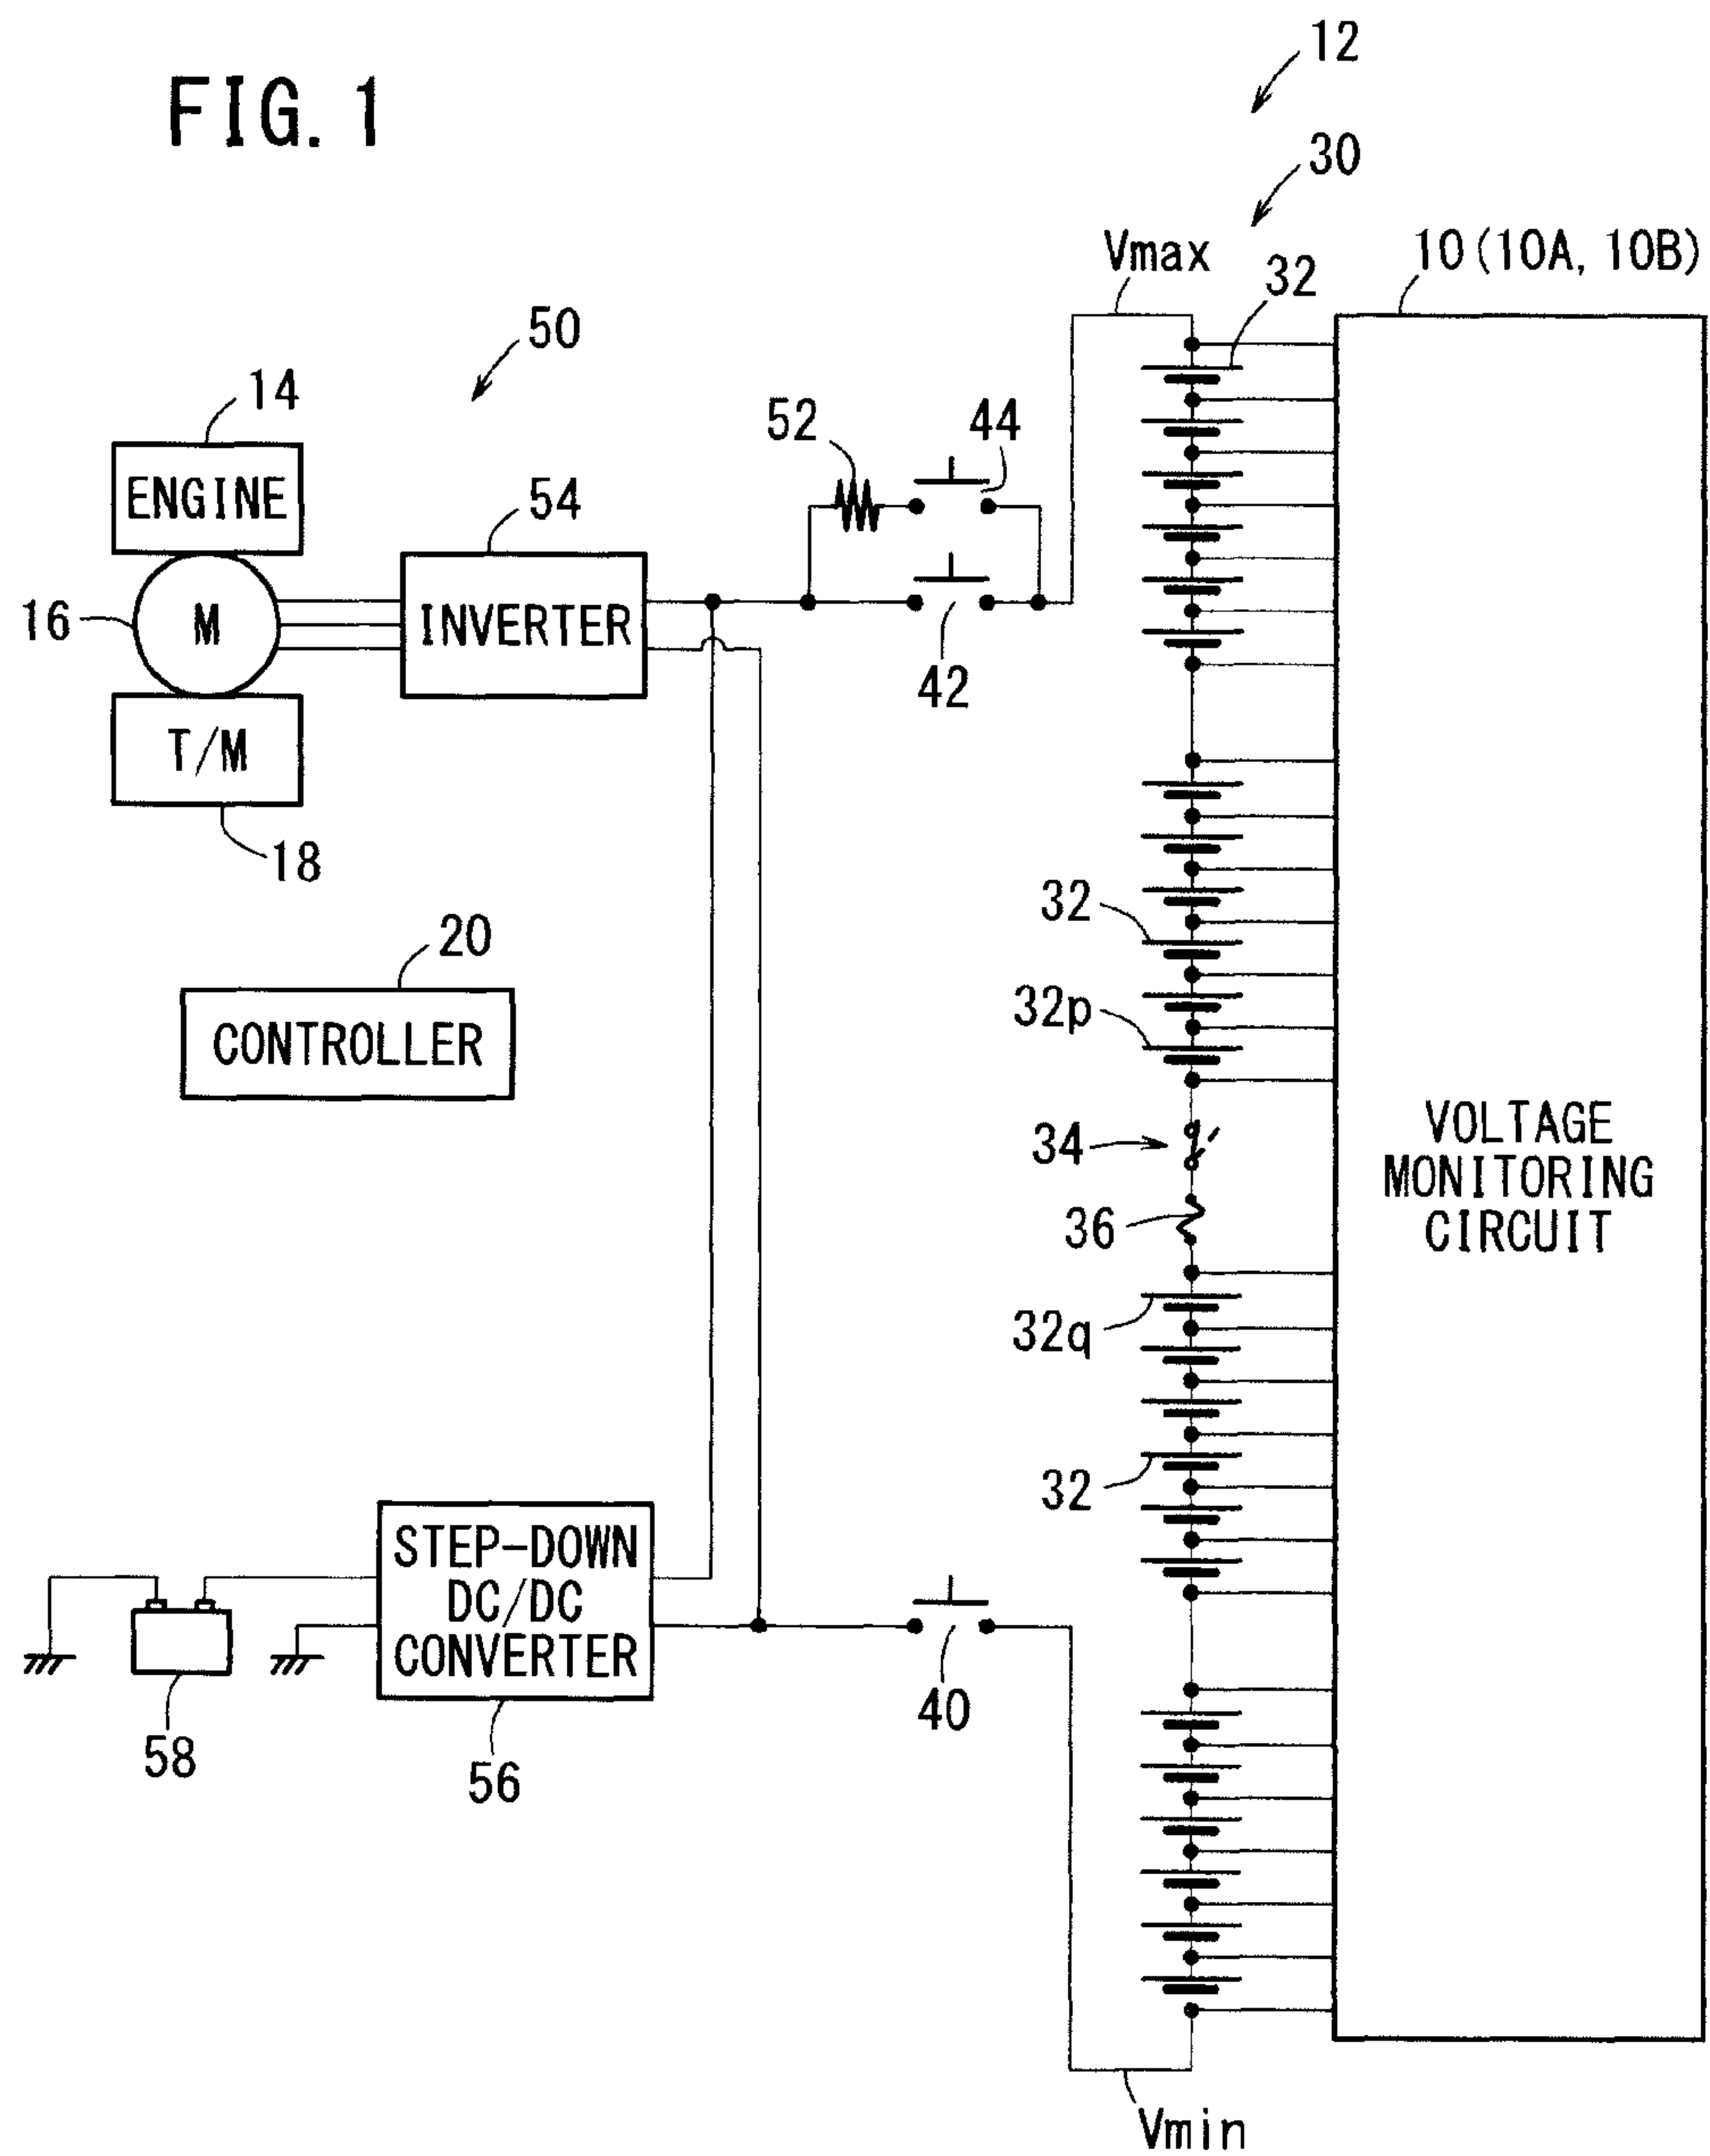 FIG. 1
12
30
Vmax
10 (10A, 10B)
32
50
14
ENGINE
52
44
54
16
M
INVERTER
42
T/M
18
32
20
32p
CONTROLLER
34
VOLTAGE
MONITORING
CIRCUIT
36
32q
32
STEP-DOWN
DC/DC
CONVERTER
40
58
56
Vmin